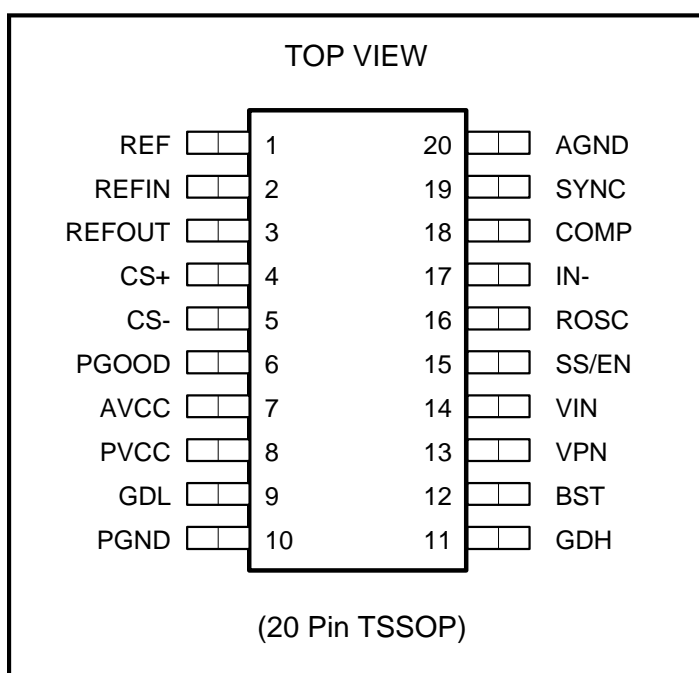 TOP VIEW
REF 1 20 AGND
REFIN 2 19 SYNC
REFOUT 3 18 COMP
CS+ 4 17 IN-
CS- 5 16 ROSC
PGOOD 6 15 SS/EN
AVCC 7 14 VIN
PVCC 8 13 VPN
GDL 9 12 BST
PGND 10 11 GDH
(20 Pin TSSOP)